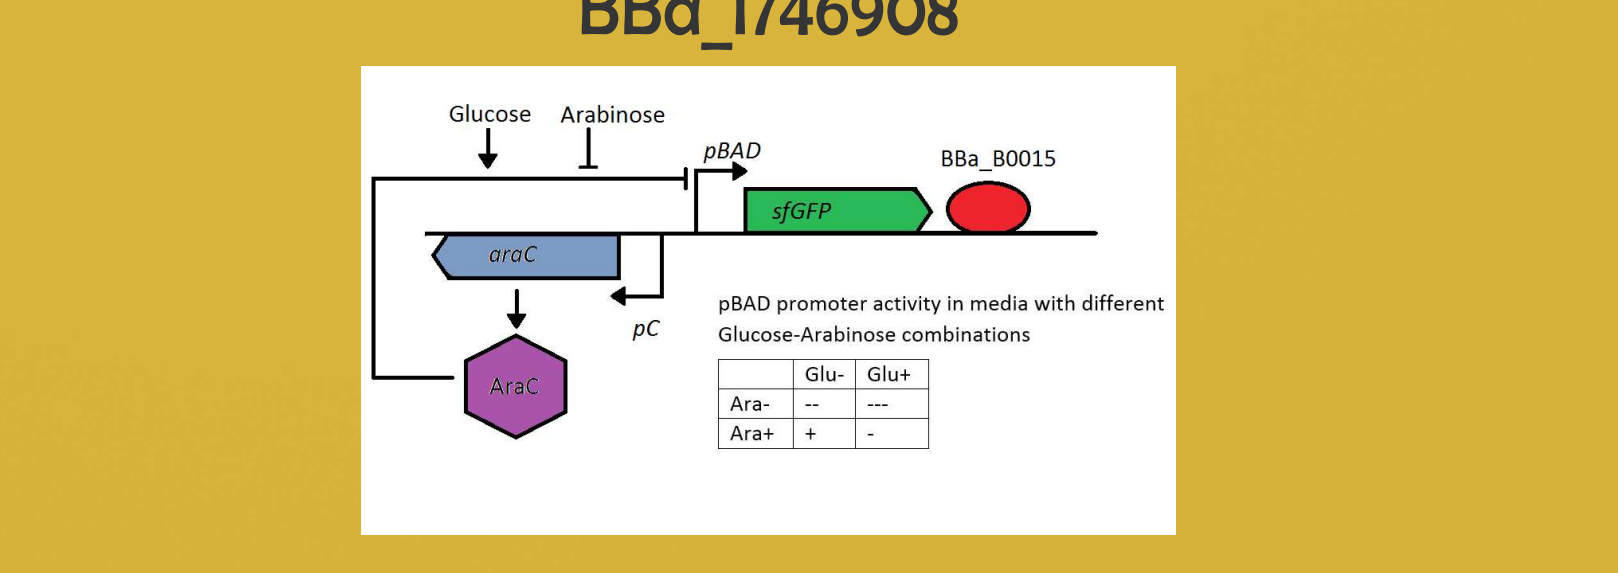 BBa_I746908
Glucose Arabinose
pBAD
BBa_B0015
sfGFP
araC
pC
AraC
pBAD promoter activity in media with different
Glucose-Arabinose combinations
Glu- Glu+
Ara- -- ---
Ara+ + -